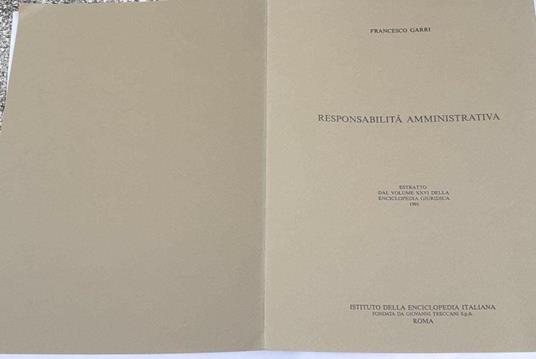 FRANCESCO GARRI
RESPONSABILITÀ AMMINISTRATIVA
ESTRATTO
DAL VOLUME XXVI DELLA
ENCICLOPEDIA GIURIDICA
1991
ISTITUTO DELLA ENCICLOPEDIA ITALIANA
FONDATA DA GIOVANNI TRECCANI S.p.A.
ROMA